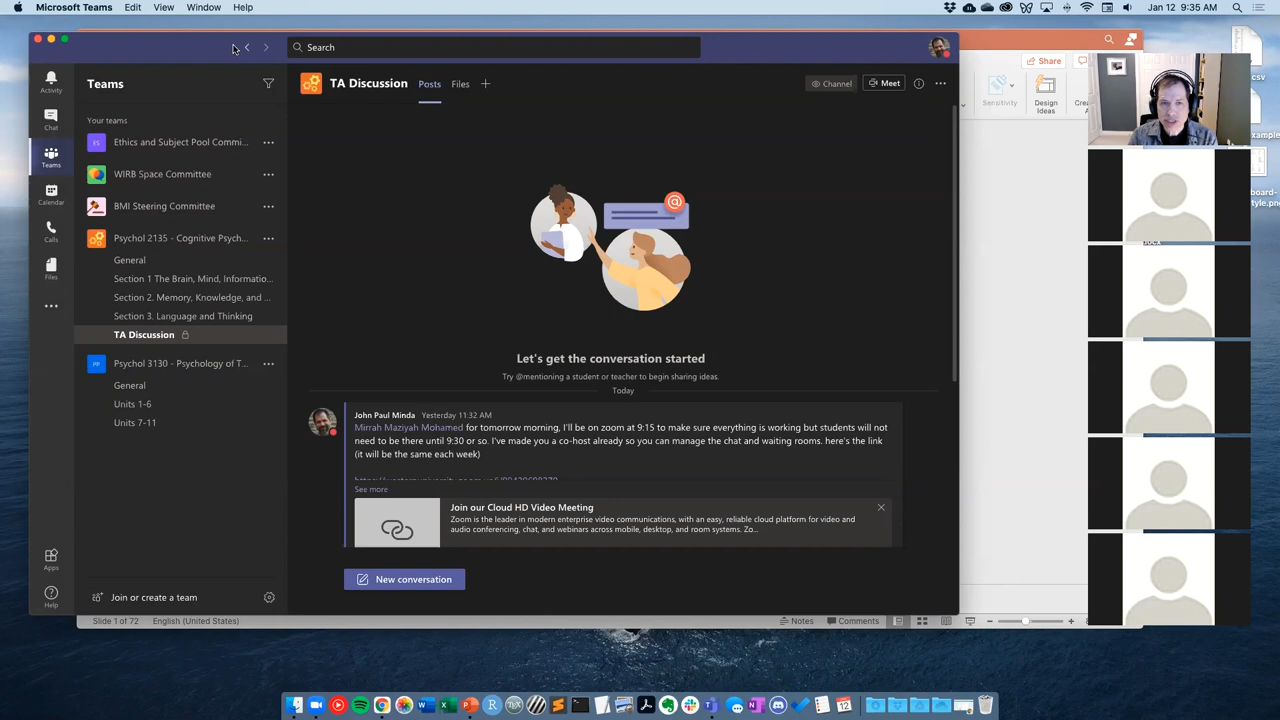 Microsoft Teams Edit View Window Help
Jan 12 9:35 AM
Search
Share
Activity
Chat
Teams
Calendar
Calls
Files
Apps
Help
Teams
Your teams
ES Ethics and Subject Pool Commi...
WIRB Space Committee
BMI Steering Committee
Psychol 2135 - Cognitive Psych...
General
Section 1 The Brain, Mind, Informatio...
Section 2. Memory, Knowledge, and ...
Section 3. Language and Thinking
TA Discussion
PP Psychol 3130 - Psychology of T...
General
Units 1-6
Units 7-11
Join or create a team
TA Discussion Posts Files
Channel Meet
Let's get the conversation started
Try @mentioning a student or teacher to begin sharing ideas.
Today
John Paul Minda Yesterday 11:32 AM
Mirrah Maziyah Mohamed for tomorrow morning, I'll be on zoom at 9:15 to make sure everything is working but students will not
need to be there until 9:30 or so. I've made you a co-host already so you can manage the chat and waiting rooms. here's the link
(it will be the same each week)
See more
Join our Cloud HD Video Meeting
Zoom is the leader in modern enterprise video communications, with an easy, reliable cloud platform for video and
audio conferencing, chat, and webinars across mobile, desktop, and room systems. Zo...
New conversation
Sensitivity
Design
Ideas
Slide 1 of 72 English (United States)
Notes Comments
.csv